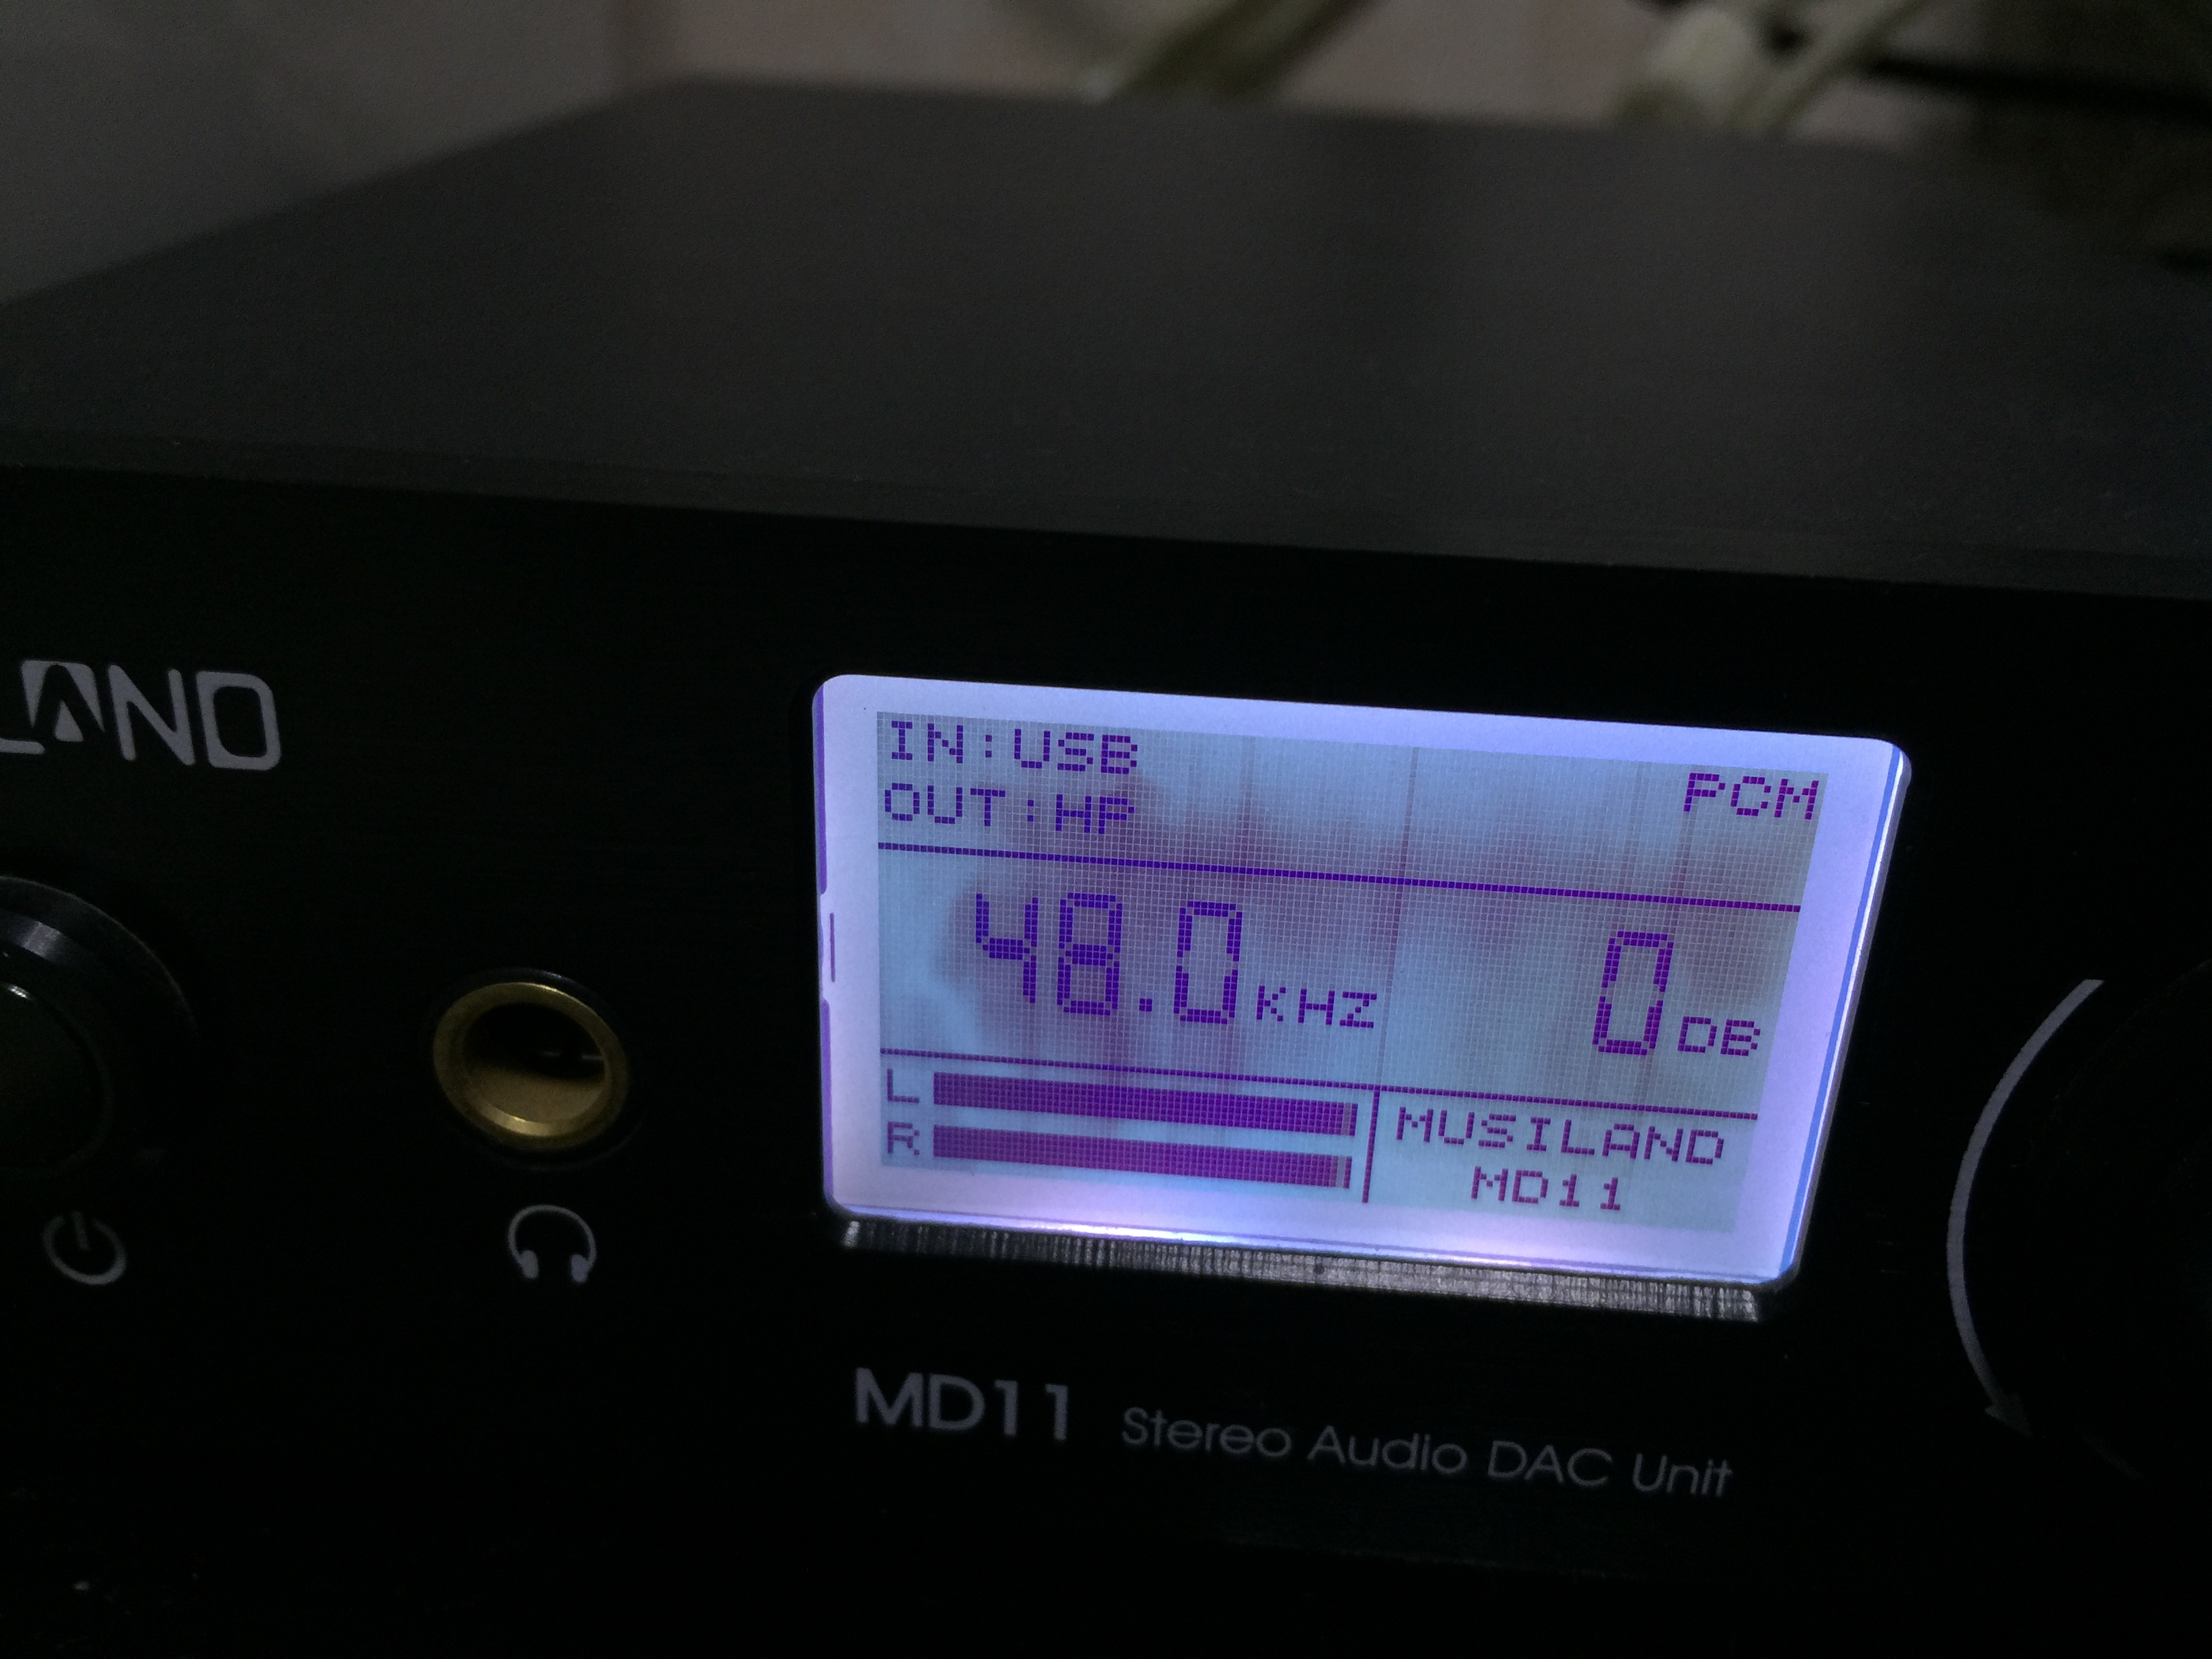 LAND
IN:USB
OUT:HP
PCM
48.0 KHZ
0 DB
L
R
MUSILAND
MD11
MD11 Stereo Audio DAC Unit